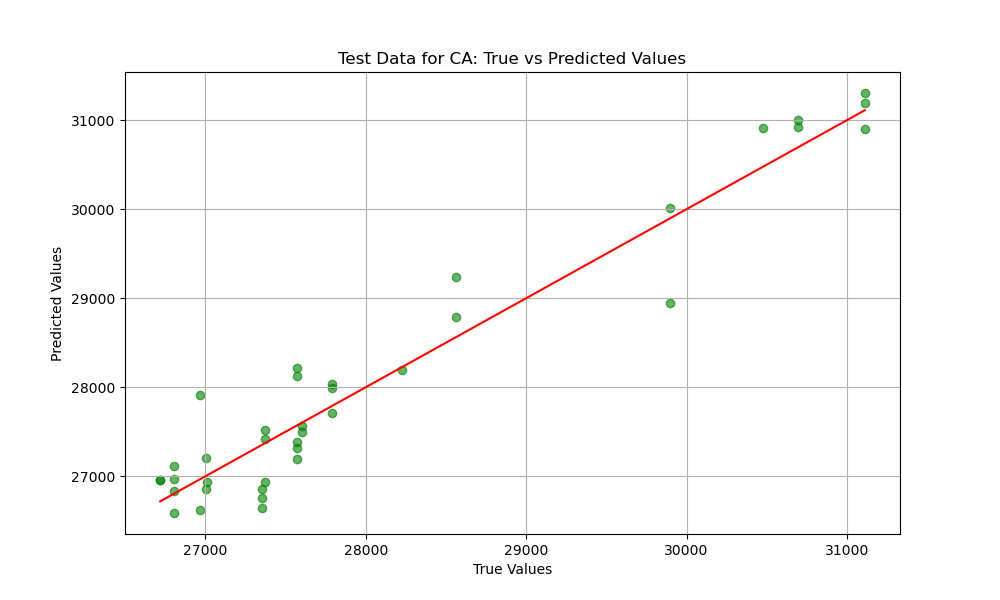 Test Data for CA: True vs Predicted Values
Predicted Values
31000
30000
29000
28000
27000
27000 28000 29000 30000 31000
True Values